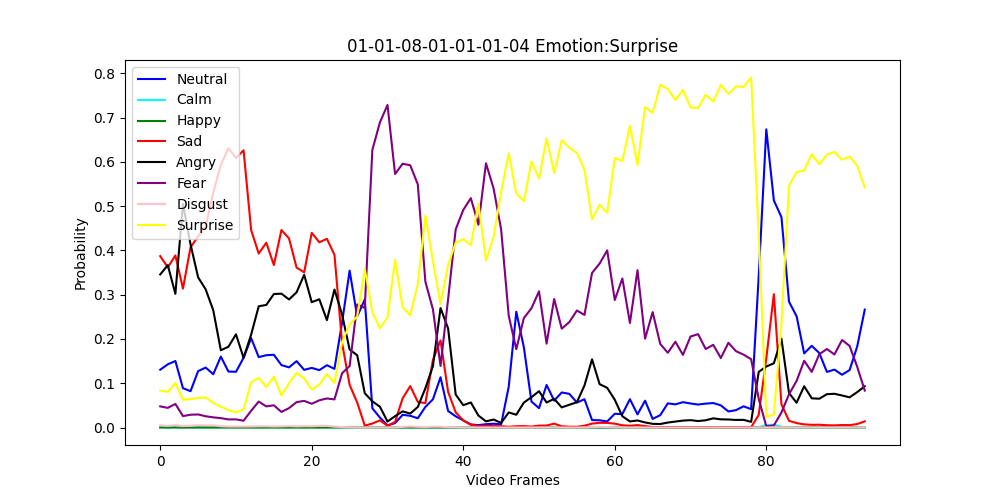 01-01-08-01-01-01-04 Emotion:Surprise
Neutral
Calm
Happy
Sad
Angry
Fear
Disgust
Surprise
Probability
0.8
0.7
0.6
0.5
0.4
0.3
0.2
0.1
0.0
0 20 40 60 80
Video Frames